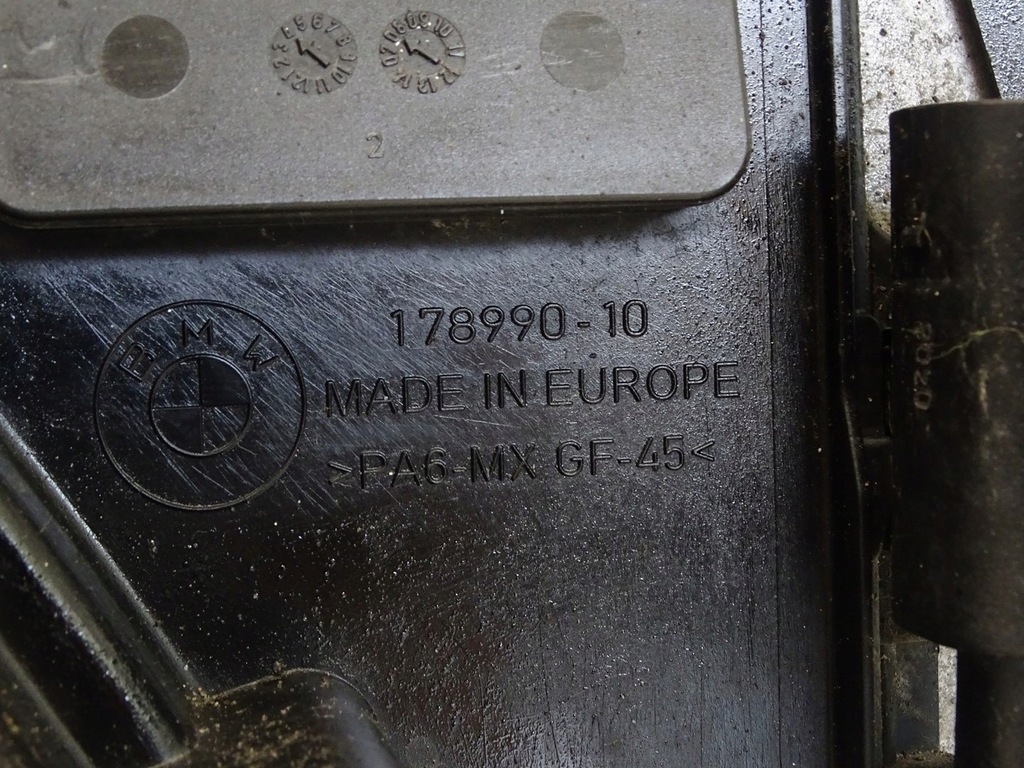 2
BMW
178990-10
MADE IN EUROPE
>PA6-MX GF-45<